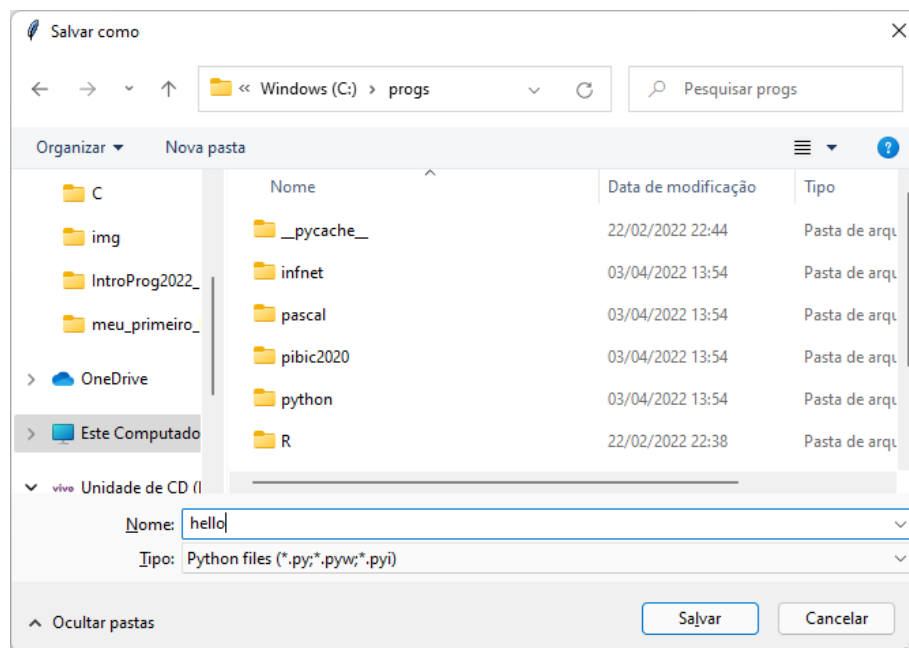 Salvar como
« Windows (C:) › progs
Pesquisar progs
Organizar
Nova pasta
?
C
img
IntroProg2022_
meu_primeiro_
OneDrive
Este Computado
vivo Unidade de CD (
Nome Data de modificação Tipo
__pycache__ 22/02/2022 22:44 Pasta de arqu
infnet 03/04/2022 13:54 Pasta de arqu
pascal 03/04/2022 13:54 Pasta de arqu
pibic2020 03/04/2022 13:54 Pasta de arqu
python 03/04/2022 13:54 Pasta de arqu
R 22/02/2022 22:38 Pasta de arqu
Nome: hello
Tipo: Python files (*.py;*.pyw;*.pyi)
Ocultar pastas
Salvar
Cancelar